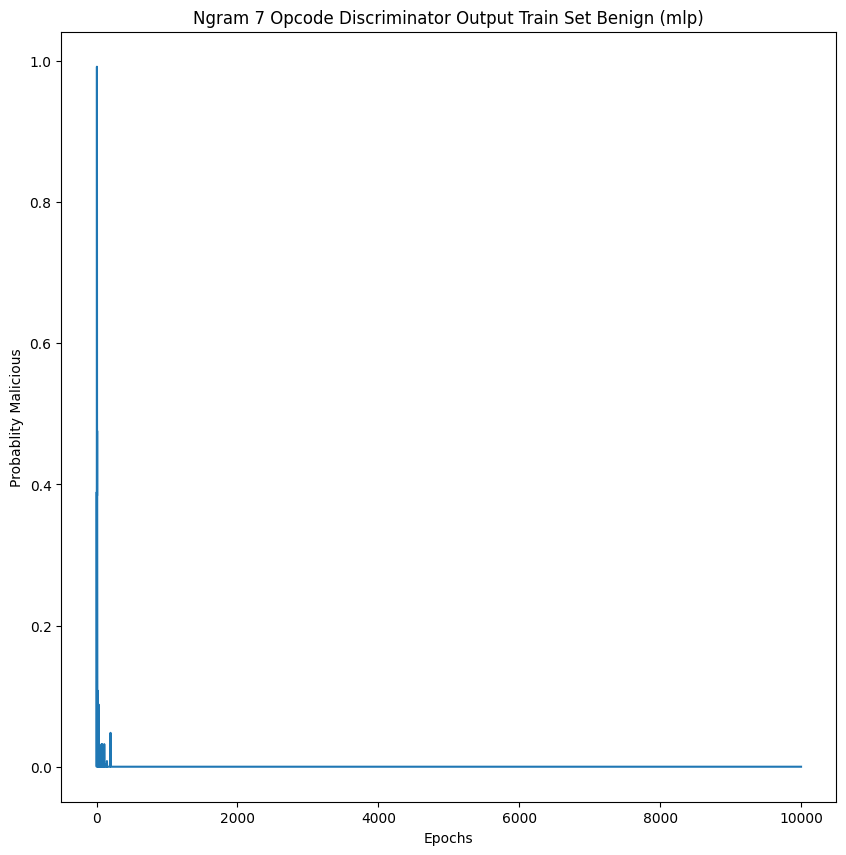 Ngram 7 Opcode Discriminator Output Train Set Benign (mlp)
1.0
0.8
0.6
0.4
0.2
0.0
Probablity Malicious
0 2000 4000 6000 8000 10000
Epochs